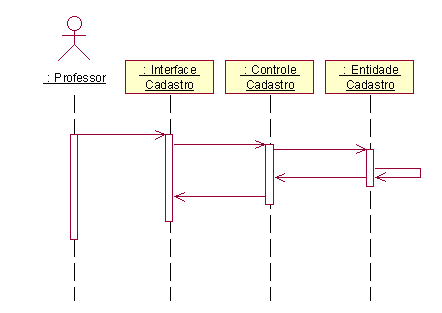 : Professor
: Interface
Cadastro
: Controle
Cadastro
: Entidade
Cadastro